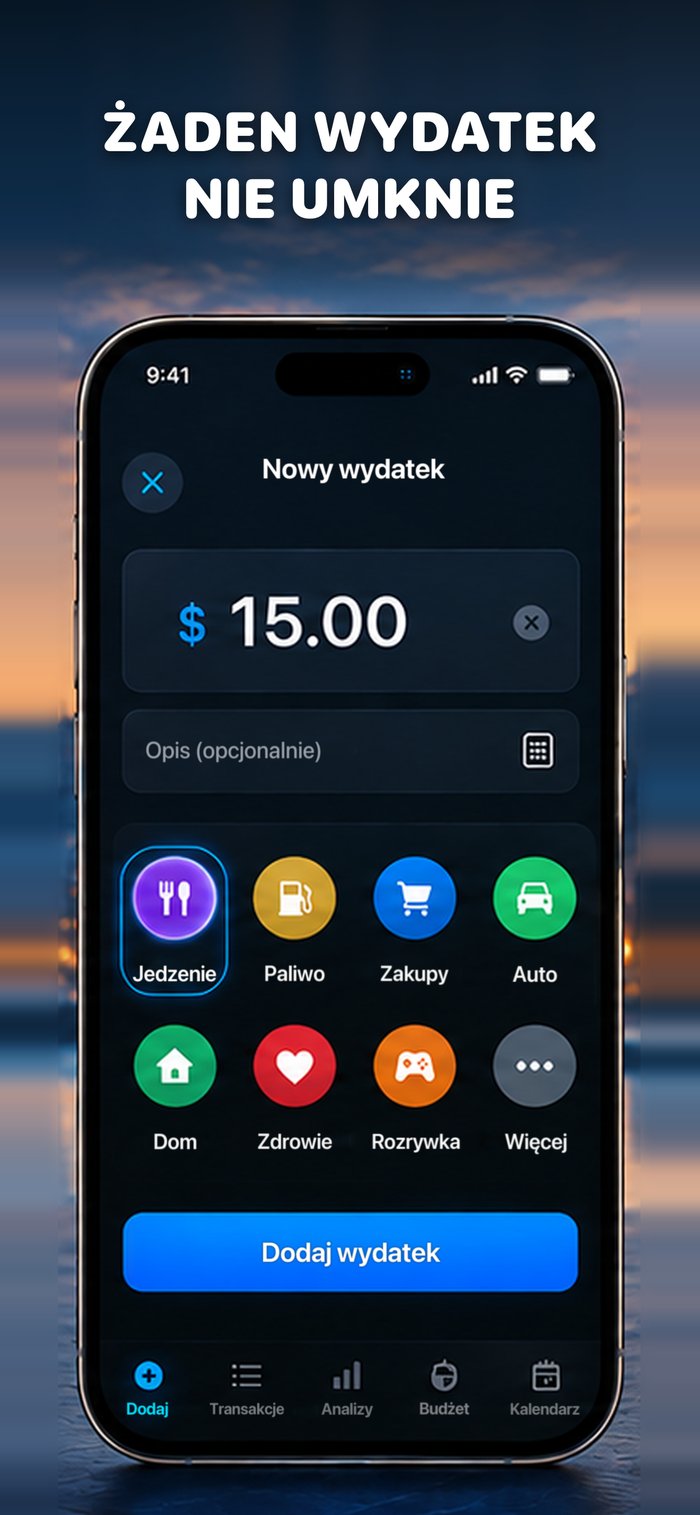 ŻADEN WYDATEK
NIE UMKNIE
9:41
Nowy wydatek
$ 15.00
Opis (opcjonalnie)
Jedzenie Paliwo Zakupy Auto
Dom Zdrowie Rozrywka Więcej
Dodaj wydatek
Dodaj Transakcje Analizy Budżet Kalendarz